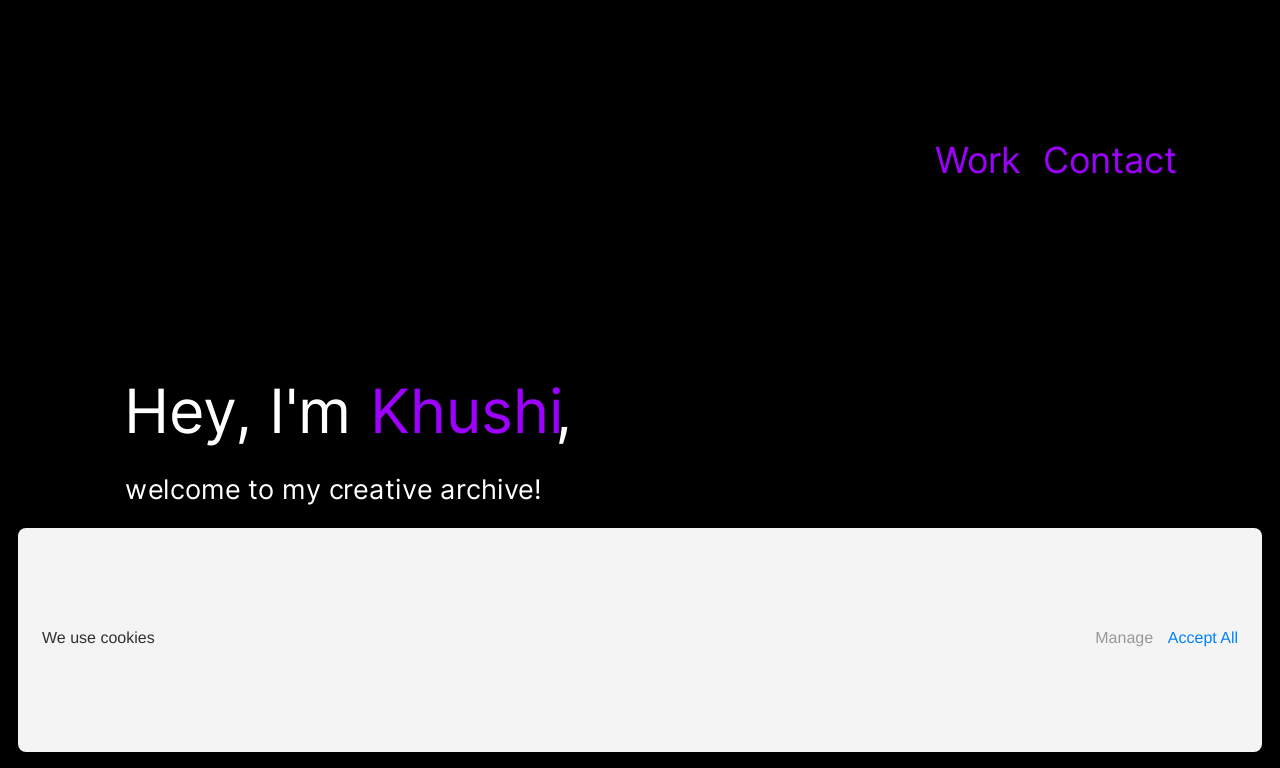 Work Contact
Hey, I'm Khushi,
welcome to my creative archive!
We use cookies
Manage Accept All